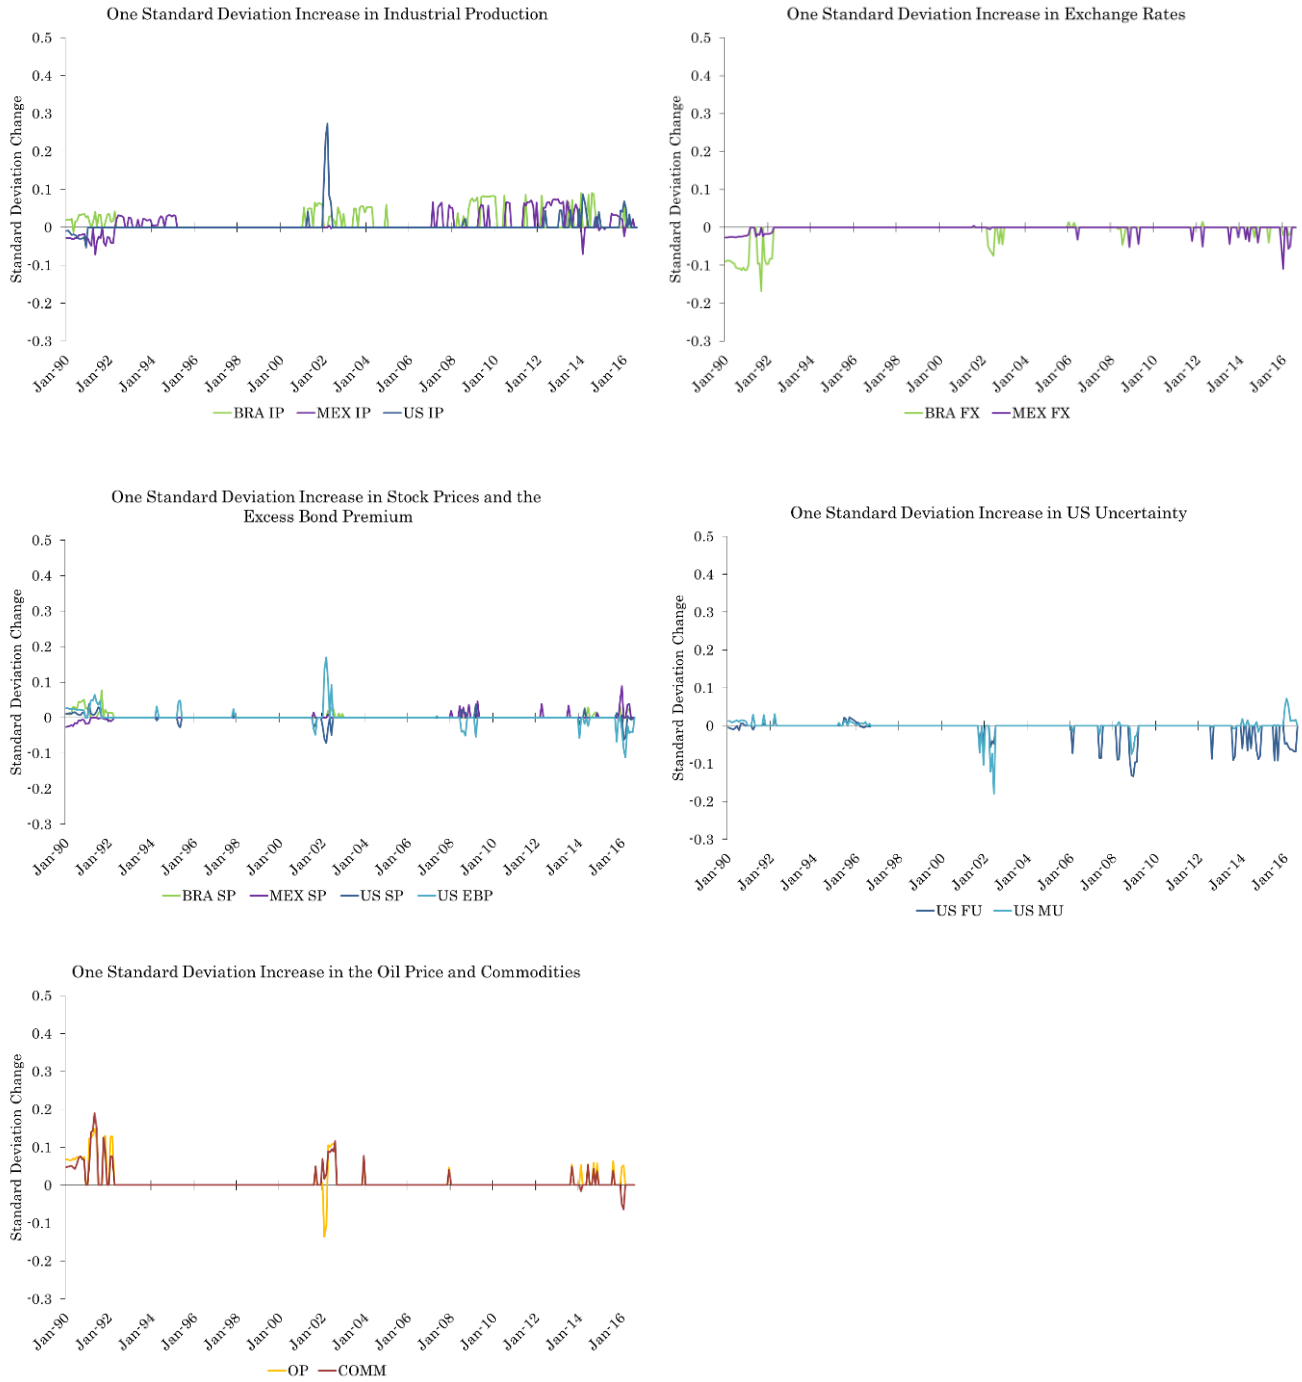 One Standard Deviation Increase in Industrial Production
Standard Deviation Change
0.5
0.4
0.3
0.2
0.1
0
-0.1
-0.2
-0.3
Jan-90 Jan-92 Jan-94 Jan-96 Jan-98 Jan-00 Jan-02 Jan-04 Jan-06 Jan-08 Jan-10 Jan-12 Jan-14 Jan-16
BRA IP MEX IP US IP
One Standard Deviation Increase in Exchange Rates
Standard Deviation Change
0.5
0.4
0.3
0.2
0.1
0
-0.1
-0.2
-0.3
Jan-90 Jan-92 Jan-94 Jan-96 Jan-98 Jan-00 Jan-02 Jan-04 Jan-06 Jan-08 Jan-10 Jan-12 Jan-14 Jan-16
BRA FX MEX FX
One Standard Deviation Increase in Stock Prices and the
Excess Bond Premium
Standard Deviation Change
0.5
0.4
0.3
0.2
0.1
0
-0.1
-0.2
-0.3
Jan-90 Jan-92 Jan-94 Jan-96 Jan-98 Jan-00 Jan-02 Jan-04 Jan-06 Jan-08 Jan-10 Jan-12 Jan-14 Jan-16
BRA SP MEX SP US SP US EBP
One Standard Deviation Increase in US Uncertainty
Standard Deviation Change
0.5
0.4
0.3
0.2
0.1
0
-0.1
-0.2
-0.3
Jan-90 Jan-92 Jan-94 Jan-96 Jan-98 Jan-00 Jan-02 Jan-04 Jan-06 Jan-08 Jan-10 Jan-12 Jan-14 Jan-16
US FU US MU
One Standard Deviation Increase in the Oil Price and Commodities
Standard Deviation Change
0.5
0.4
0.3
0.2
0.1
0
-0.1
-0.2
-0.3
Jan-90 Jan-92 Jan-94 Jan-96 Jan-98 Jan-00 Jan-02 Jan-04 Jan-06 Jan-08 Jan-10 Jan-12 Jan-14 Jan-16
OP COMM